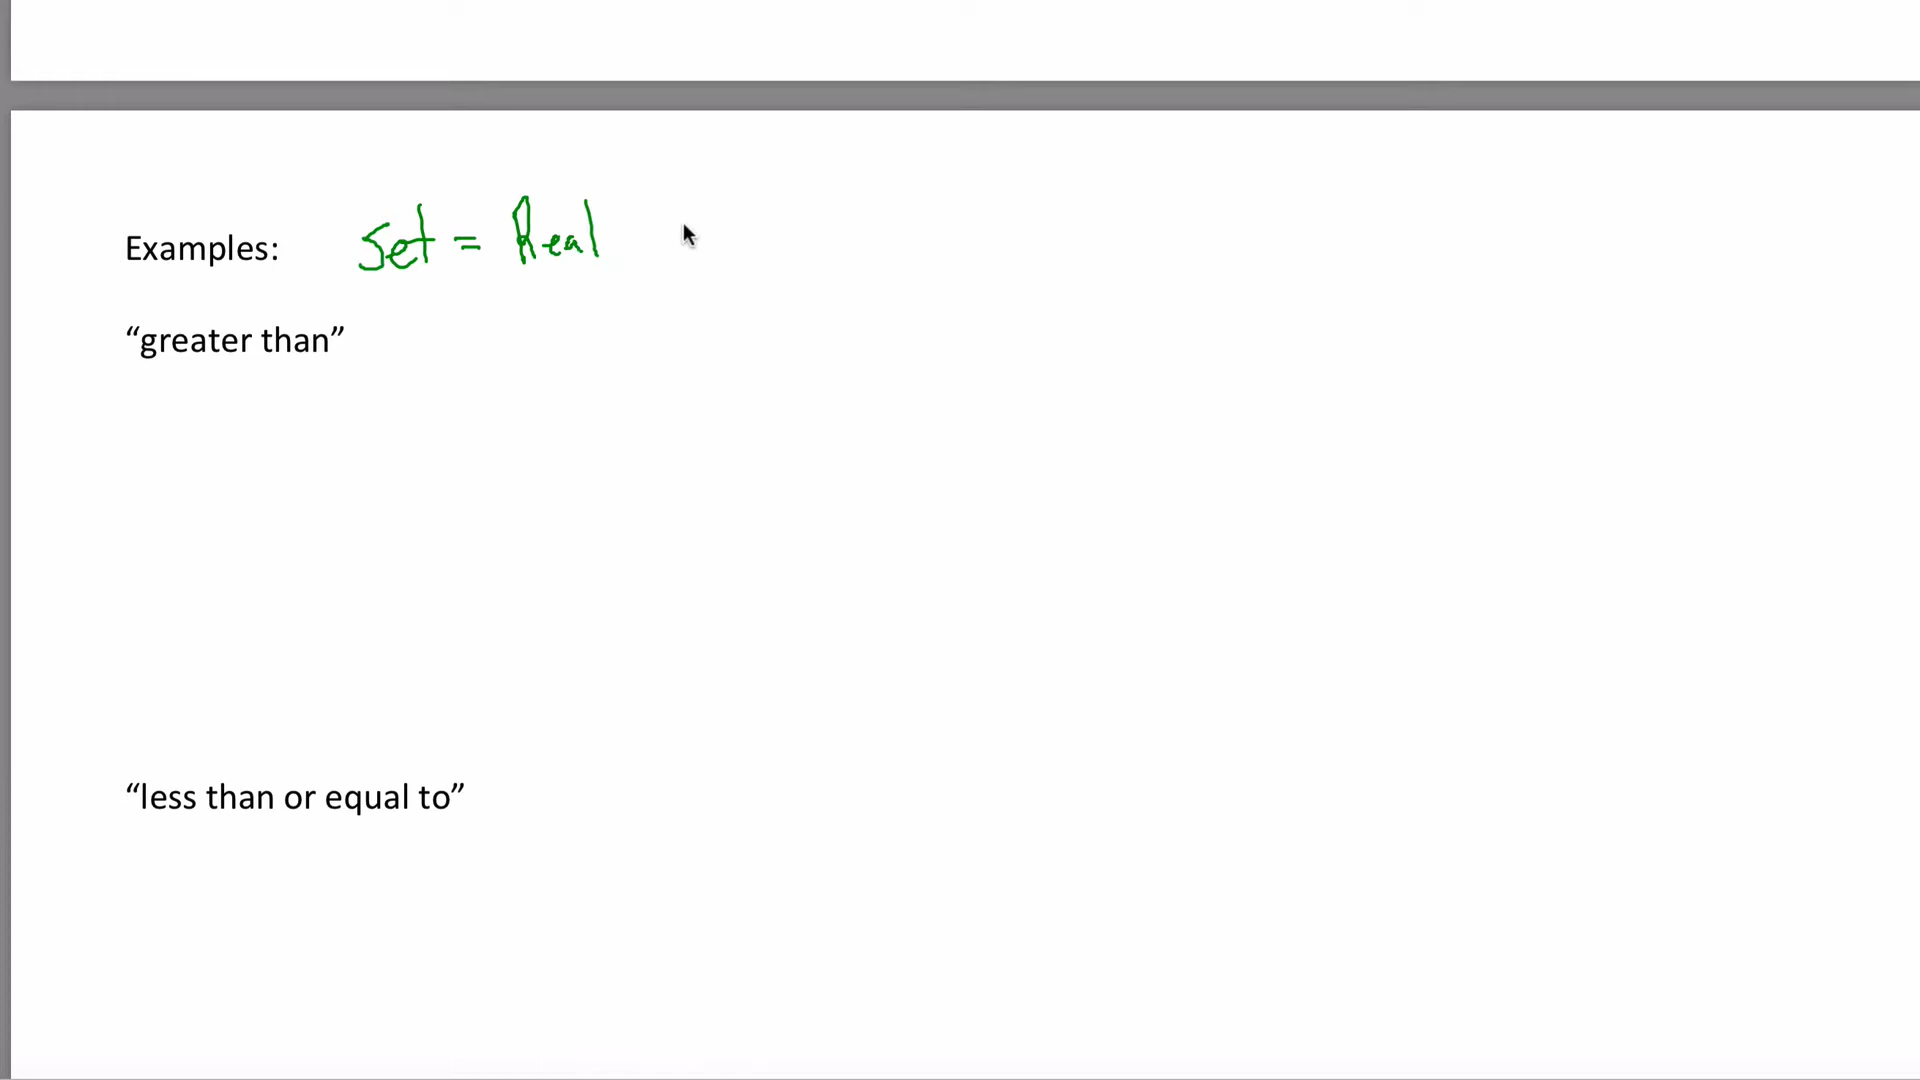 Examples: Set = Real
“greater than”
“less than or equal to”